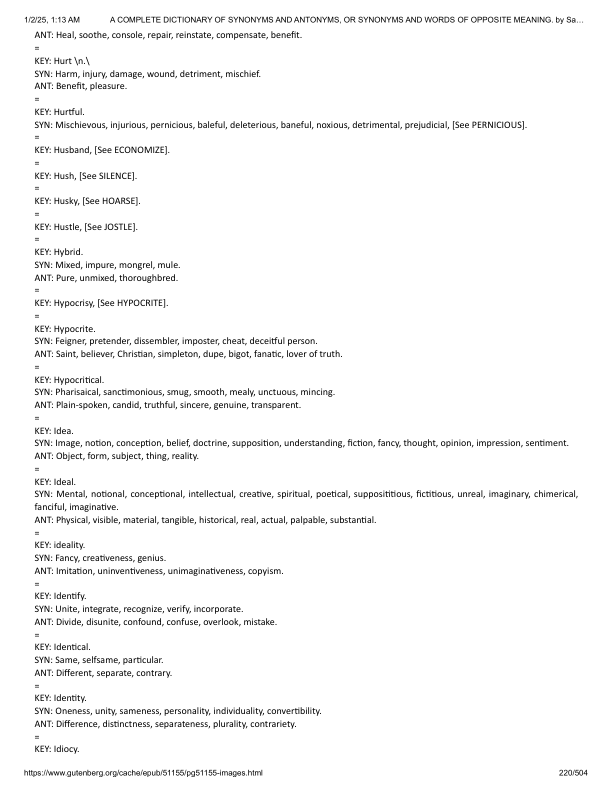 1/2/25, 1:13 AM A COMPLETE DICTIONARY OF SYNONYMS AND ANTONYMS, OR SYNONYMS AND WORDS OF OPPOSITE MEANING. by Sa…
ANT: Heal, soothe, console, repair, reinstate, compensate, benefit.
=
KEY: Hurt \n.\
SYN: Harm, injury, damage, wound, detriment, mischief.
ANT: Benefit, pleasure.
=
KEY: Hurtful.
SYN: Mischievous, injurious, pernicious, baleful, deleterious, baneful, noxious, detrimental, prejudicial, [See PERNICIOUS].
=
KEY: Husband, [See ECONOMIZE].
=
KEY: Hush, [See SILENCE].
=
KEY: Husky, [See HOARSE].
=
KEY: Hustle, [See JOSTLE].
=
KEY: Hybrid.
SYN: Mixed, impure, mongrel, mule.
ANT: Pure, unmixed, thoroughbred.
=
KEY: Hypocrisy, [See HYPOCRITE].
=
KEY: Hypocrite.
SYN: Feigner, pretender, dissembler, imposter, cheat, deceitful person.
ANT: Saint, believer, Christian, simpleton, dupe, bigot, fanatic, lover of truth.
=
KEY: Hypocritical.
SYN: Pharisaical, sanctimonious, smug, smooth, mealy, unctuous, mincing.
ANT: Plain-spoken, candid, truthful, sincere, genuine, transparent.
=
KEY: Idea.
SYN: Image, notion, conception, belief, doctrine, supposition, understanding, fiction, fancy, thought, opinion, impression, sentiment.
ANT: Object, form, subject, thing, reality.
=
KEY: Ideal.
SYN: Mental, notional, conceptional, intellectual, creative, spiritual, poetical, supposititious, fictitious, unreal, imaginary, chimerical,
fanciful, imaginative.
ANT: Physical, visible, material, tangible, historical, real, actual, palpable, substantial.
=
KEY: ideality.
SYN: Fancy, creativeness, genius.
ANT: Imitation, uninventiveness, unimaginativeness, copyism.
=
KEY: Identify.
SYN: Unite, integrate, recognize, verify, incorporate.
ANT: Divide, disunite, confound, confuse, overlook, mistake.
=
KEY: Identical.
SYN: Same, selfsame, particular.
ANT: Different, separate, contrary.
=
KEY: Identity.
SYN: Oneness, unity, sameness, personality, individuality, convertibility.
ANT: Difference, distinctness, separateness, plurality, contrariety.
=
KEY: Idiocy.
https://www.gutenberg.org/cache/epub/51155/pg51155-images.html 220/504